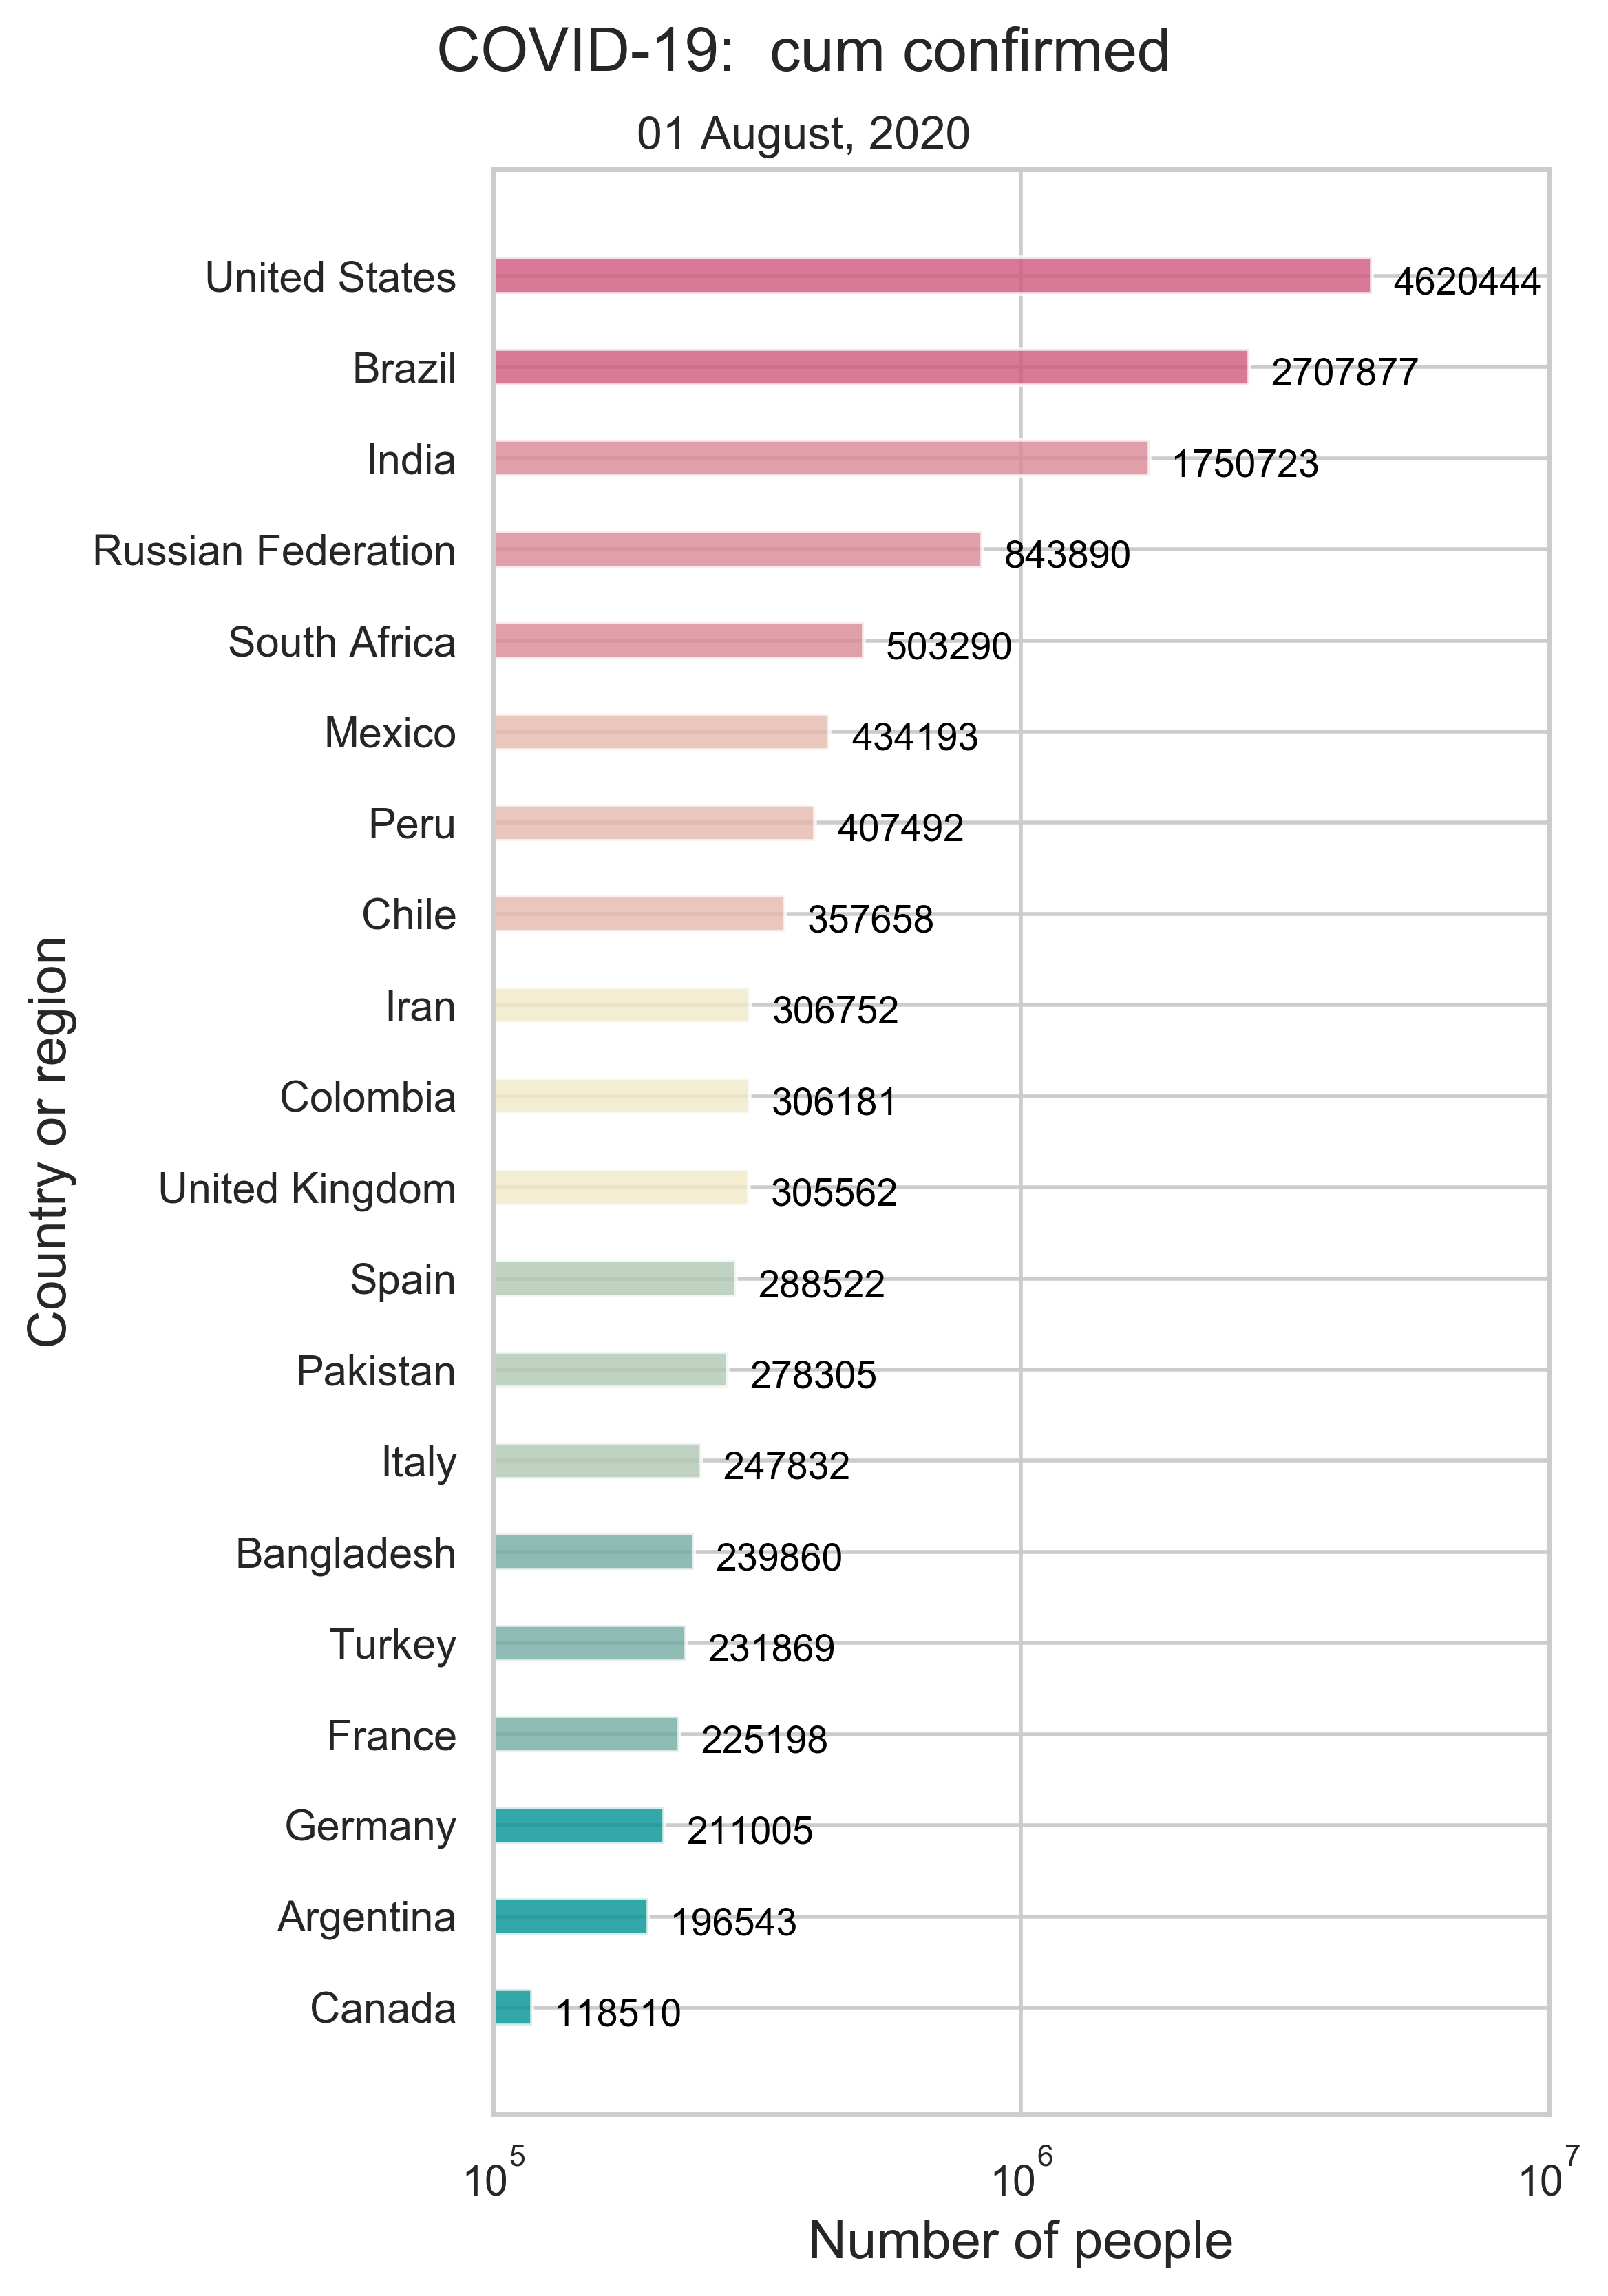 COVID-19:  cum confirmed
01 August, 2020
United States 4620444
Brazil 2707877
India 1750723
Russian Federation 843890
South Africa 503290
Mexico 434193
Peru 407492
Chile 357658
Iran 306752
Colombia 306181
United Kingdom 305562
Spain 288522
Pakistan 278305
Italy 247832
Bangladesh 239860
Turkey 231869
France 225198
Germany 211005
Argentina 196543
Canada 118510
Country or region
10^5 10^6 10^7
Number of people